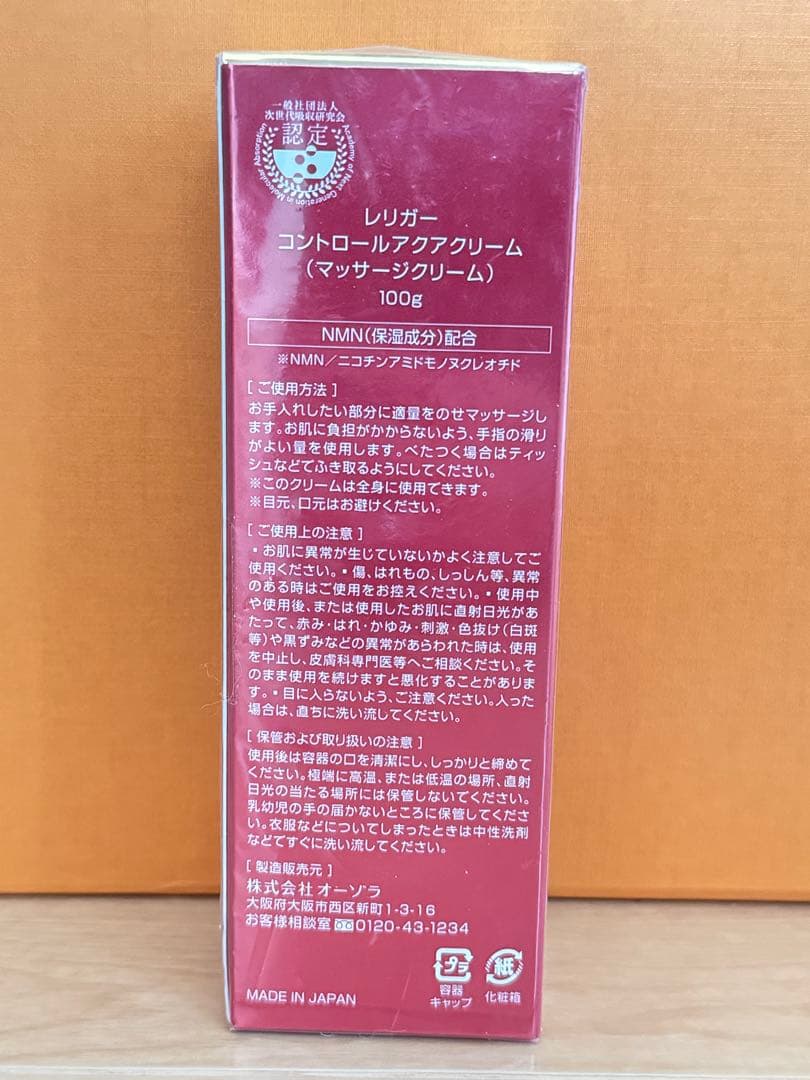 一般社団法人
次世代吸収研究会
認定
Academy of Next Generation in Molecular Absorption
レリガー
コントロールアクアクリーム
(マッサージクリーム)
100g
NMN(保湿成分)配合
※NMN/ニコチンアミドモノヌクレオチド
[ ご使用方法 ]
お手入れしたい部分に適量をのせマッサージし
ます。お肌に負担がかからないよう、手指の滑り
がよい量を使用します。べたつく場合はティッ
シュなどでふき取るようにしてください。
※このクリームは全身に使用できます。
※目元、口元はお避けください。
[ ご使用上の注意 ]
・お肌に異常が生じていないかよく注意してご
使用ください。・傷、はれもの、しっしん等、異常
のある時はご使用をお控えください。・使用中
や使用後、または使用したお肌に直射日光があ
たって、赤み・はれ・かゆみ・刺激・色抜け(白斑
等)や黒ずみなどの異常があらわれた時は、使用
を中止し、皮膚科専門医等へご相談ください。そ
のまま使用を続けますと悪化することがありま
す。・目に入らないよう、ご注意ください。入った
場合は、直ちに洗い流してください。
[ 保管および取り扱いの注意 ]
使用後は容器の口を清潔にし、しっかりと締めて
ください。極端に高温、または低温の場所、直射
日光の当たる場所には保管しないでください。
乳幼児の手の届かないところに保管してくださ
い。衣服などについてしまったときは中性洗剤
などですぐに洗い流してください。
[ 製造販売元 ]
株式会社 オーゾラ
大阪府大阪市西区新町1-3-16
お客様相談室 0120-43-1234
プラ 紙
容器 化粧箱
キャップ
MADE IN JAPAN